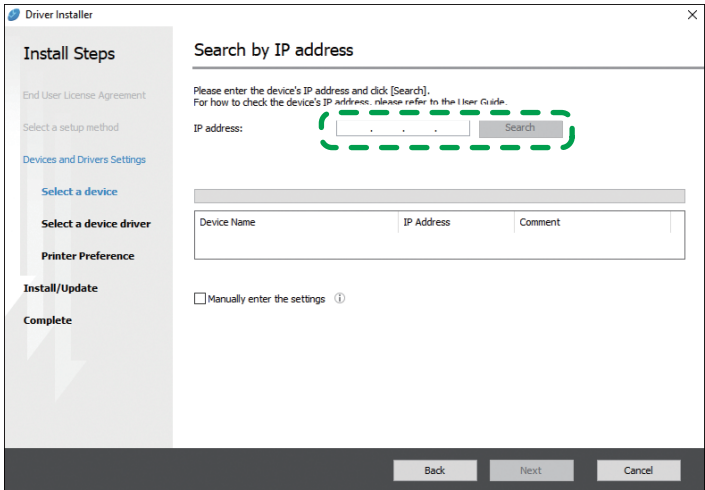 Driver Installer
Install Steps
End User License Agreement
Select a setup method
Devices and Drivers Settings
Select a device
Select a device driver
Printer Preference
Install/Update
Complete
Search by IP address
Please enter the device's IP address and click [Search].
For how to check the device's IP address, please refer to the User Guide.
IP address: . . . Search
Device Name IP Address Comment
Manually enter the settings
Back Next Cancel